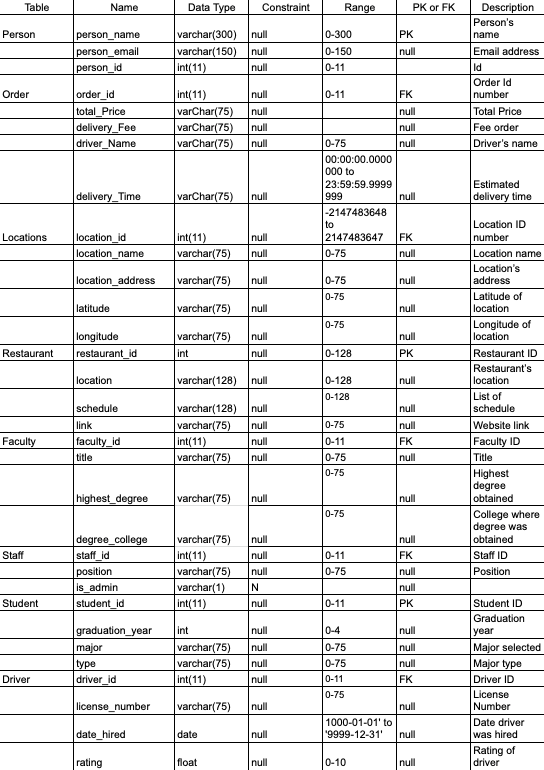 Table Name Data Type Constraint Range PK or FK Description
Person person_name varchar(300) null 0-300 PK Person's name
person_email varchar(150) null 0-150 null Email address
person_id int(11) null 0-11 Id
Order order_id int(11) null 0-11 FK Order Id number
total_Price varChar(75) null null Total Price
delivery_Fee varChar(75) null null Fee order
driver_Name varChar(75) null 0-75 null Driver's name
delivery_Time varChar(75) null 00:00:00.0000000 to 23:59:59.9999999 null Estimated delivery time
Locations location_id int(11) null -2147483648 to 2147483647 FK Location ID number
location_name varchar(75) null 0-75 null Location name
location_address varchar(75) null 0-75 null Location's address
latitude varchar(75) null 0-75 null Latitude of location
longitude varchar(75) null 0-75 null Longitude of location
Restaurant restaurant_id int null 0-128 PK Restaurant ID
location varchar(128) null 0-128 null Restaurant's location
schedule varchar(128) null 0-128 null List of schedule
link varchar(75) null 0-75 null Website link
Faculty faculty_id int(11) null 0-11 FK Faculty ID
title varchar(75) null 0-75 null Title
highest_degree varchar(75) null 0-75 null Highest degree obtained
degree_college varchar(75) null 0-75 null College where degree was obtained
Staff staff_id int(11) null 0-11 FK Staff ID
position varchar(75) null 0-75 null Position
is_admin varchar(1) N null
Student student_id int(11) null 0-11 PK Student ID
graduation_year int null 0-4 null Graduation year
major varchar(75) null 0-75 null Major selected
type varchar(75) null 0-75 null Major type
Driver driver_id int(11) null 0-11 FK Driver ID
license_number varchar(75) null 0-75 null License Number
date_hired date null 1000-01-01' to '9999-12-31' null Date driver was hired
rating float null 0-10 null Rating of driver